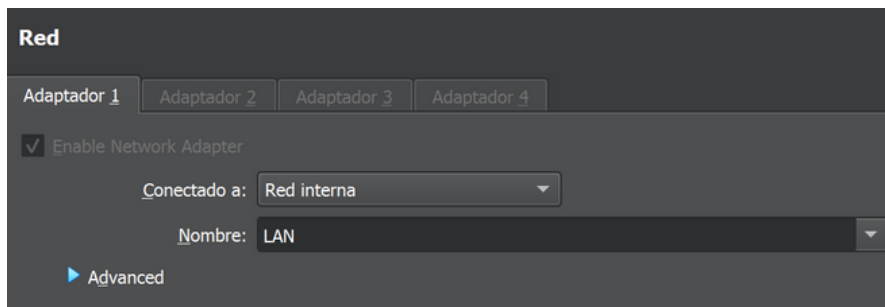 Red
Adaptador 1 Adaptador 2 Adaptador 3 Adaptador 4
Enable Network Adapter
Conectado a: Red interna
Nombre: LAN
Advanced